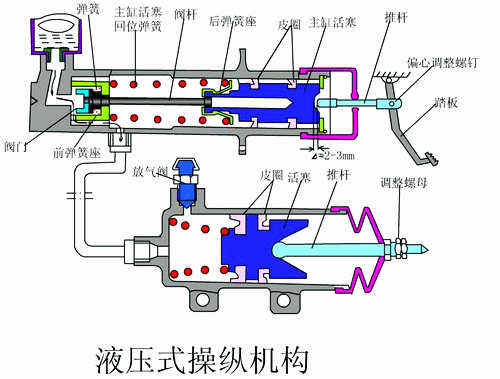 弹簧
主缸活塞
回位弹簧
阀杆
后弹簧座
皮圈
主缸活塞
推杆
偏心调整螺钉
踏板
阀门
前弹簧座
⊿=2-3mm
放气阀
皮圈
活塞
推杆
调整螺母
液压式操纵机构